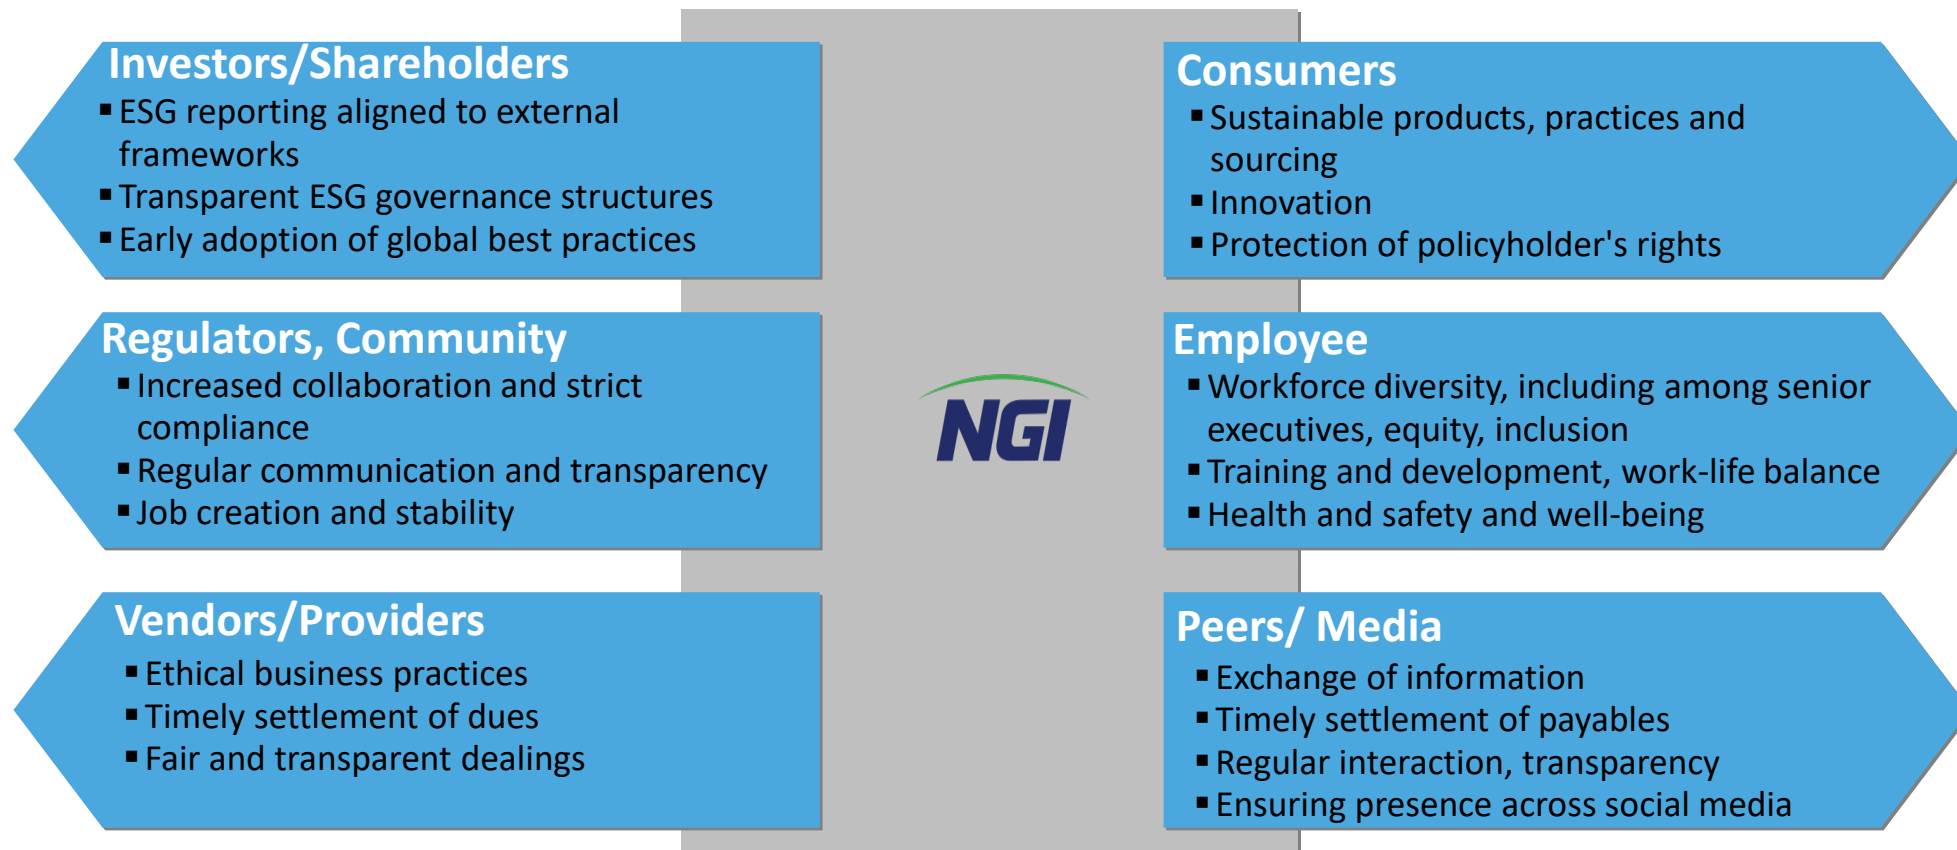 Investors/Shareholders
▪ESG reporting aligned to external
frameworks
▪Transparent ESG governance structures
▪Early adoption of global best practices
Regulators, Community
▪Increased collaboration and strict
compliance
▪Regular communication and transparency
▪Job creation and stability
Vendors/Providers
▪Ethical business practices
▪Timely settlement of dues
▪Fair and transparent dealings
NGI
Consumers
▪Sustainable products, practices and
sourcing
▪Innovation
▪Protection of policyholder's rights
Employee
▪Workforce diversity, including among senior
executives, equity, inclusion
▪Training and development, work-life balance
▪Health and safety and well-being
Peers/ Media
▪Exchange of information
▪Timely settlement of payables
▪Regular interaction, transparency
▪Ensuring presence across social media